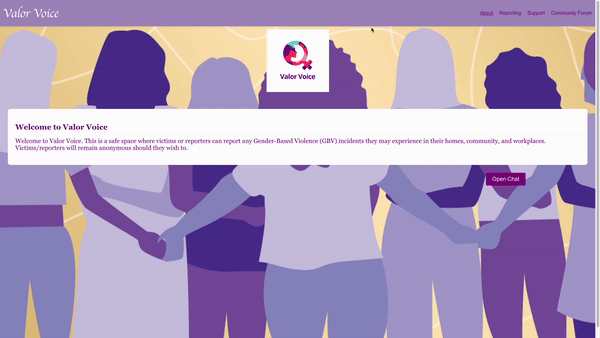 Valor Voice
About Reporting Support Community Forum
Valor Voice
Welcome to Valor Voice
Welcome to Valor Voice. This is a safe space where victims or reporters can report any Gender-Based Violence (GBV) incidents they may experience in their homes, community, and workplaces.
Victims/reporters will remain anonymous should they wish to.
Open Chat